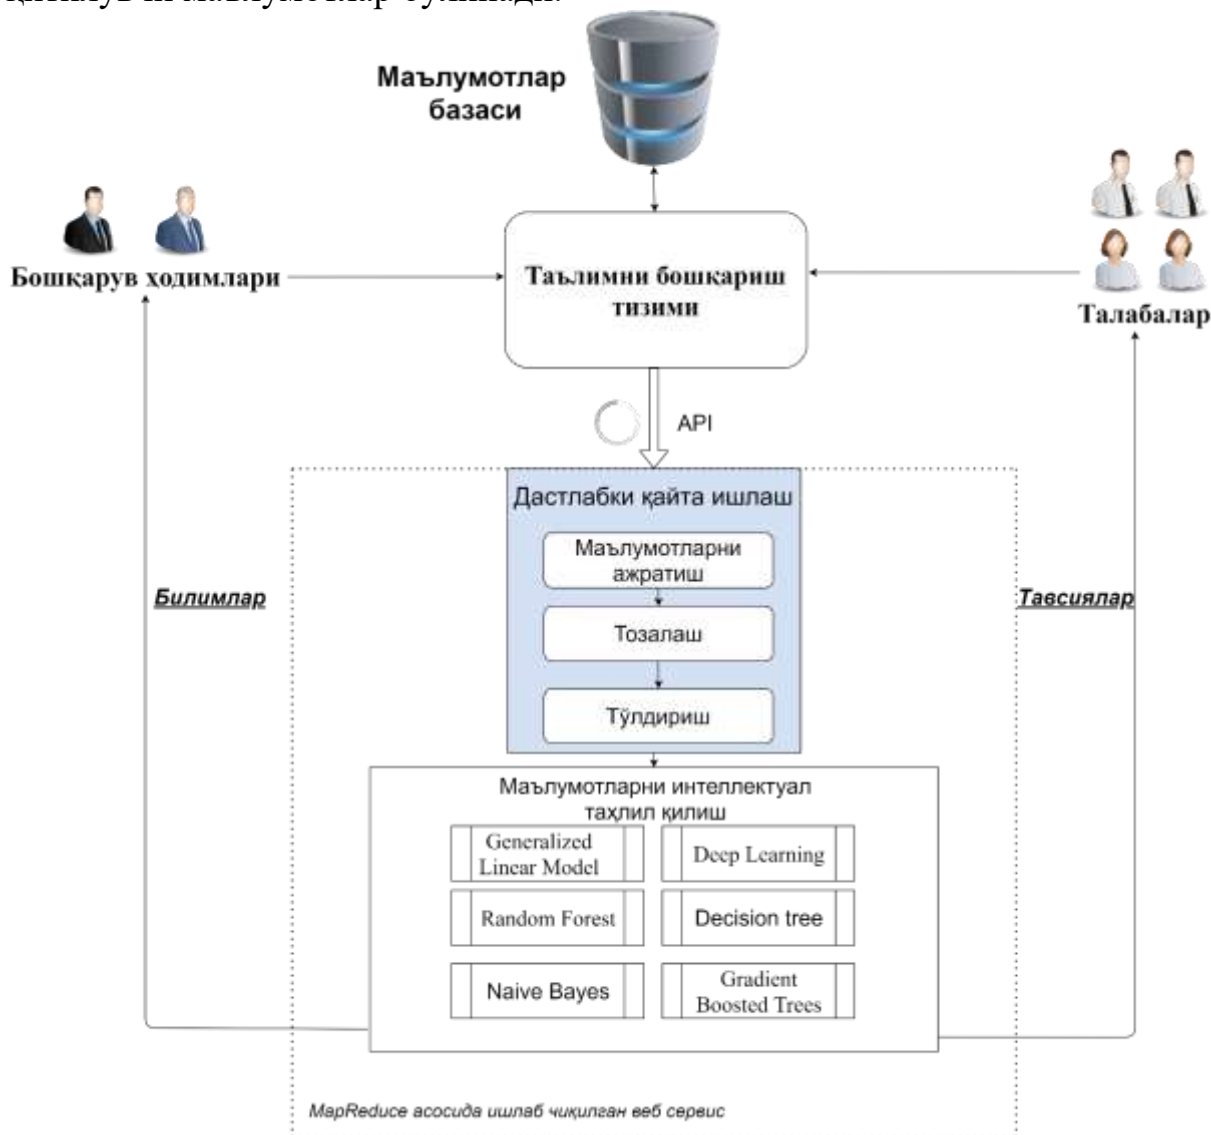 Маълумотлар
базаси
Бошқарув ҳодимлари
Таълимни бошқариш
тизими
Талабалар
API
Дастлабки қайта ишлаш
Маълумотларни
ажратиш
Тозалаш
Тўлдириш
Билимлар
Тавсиялар
Маълумотларни интеллектуал
таҳлил қилиш
Generalized
Linear Model
Deep Learning
Random Forest
Decision tree
Naive Bayes
Gradient
Boosted Trees
MapReduce асосида ишлаб чиқилган веб сервис